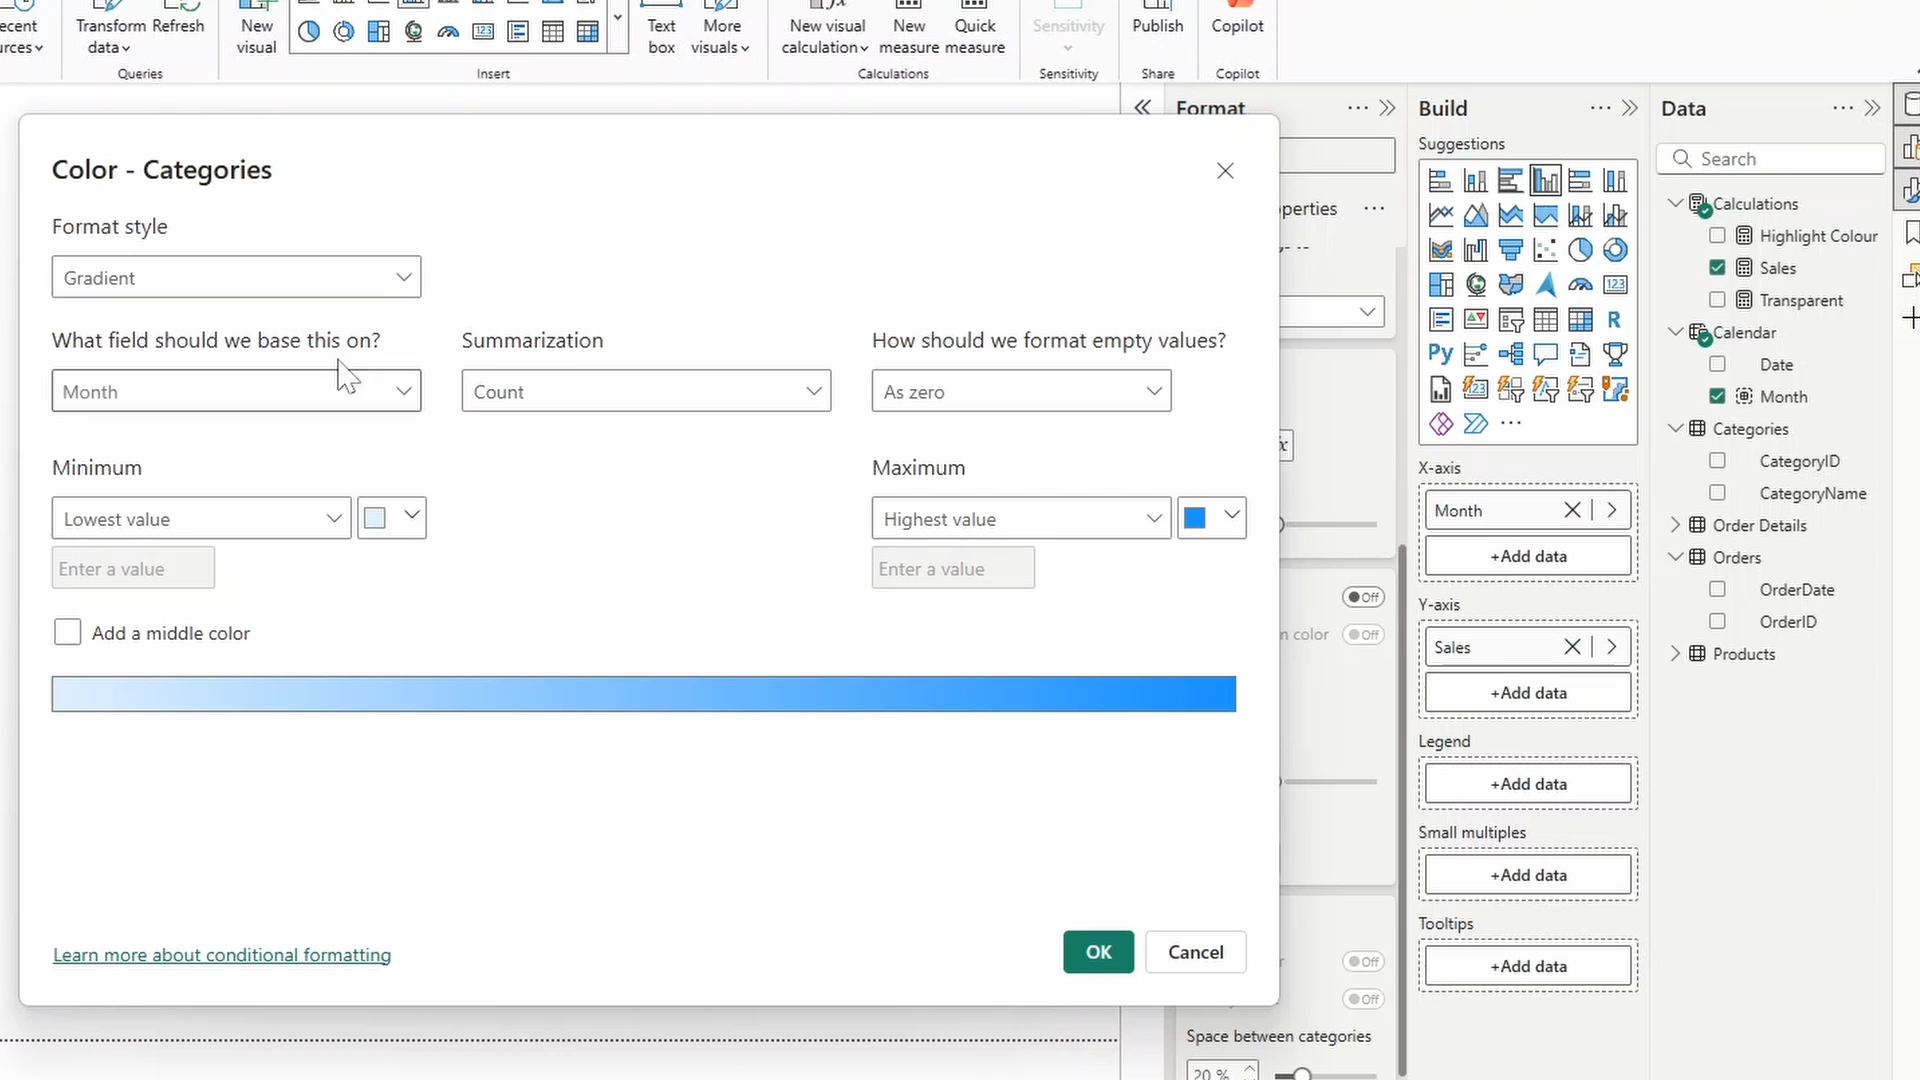 ecent
urces
Transform
data
Refresh
Queries
New
visual
Insert
Text
box
More
visuals
New visual
calculation
New
measure
Quick
measure
Calculations
Sensitivity
Sensitivity
Publish
Share
Copilot
Copilot
Color - Categories
Format style
Gradient
What field should we base this on?
Month
Summarization
Count
How should we format empty values?
As zero
Minimum
Lowest value
Enter a value
Maximum
Highest value
Enter a value
Add a middle color
Learn more about conditional formatting
OK
Cancel
Format
operties
Off
n color
Off
Off
Off
Space between categories
20 %
Build
Suggestions
123
R
Py
X-axis
Month
+Add data
Y-axis
Sales
+Add data
Legend
+Add data
Small multiples
+Add data
Tooltips
+Add data
Data
Search
Calculations
Highlight Colour
Sales
Transparent
Calendar
Date
Month
Categories
CategoryID
CategoryName
Order Details
Orders
OrderDate
OrderID
Products